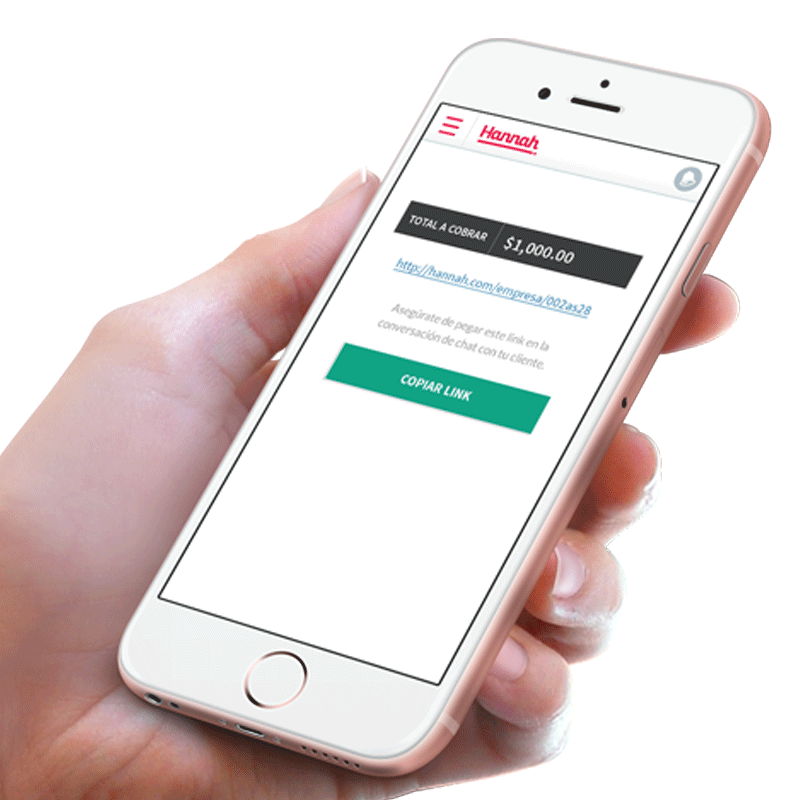 Hannah
TOTAL A COBRAR $1,000.00
http://hannah.com/empresa/002as28
Asegúrate de pegar este link en la
conversación de chat con tu cliente.
COPIAR LINK